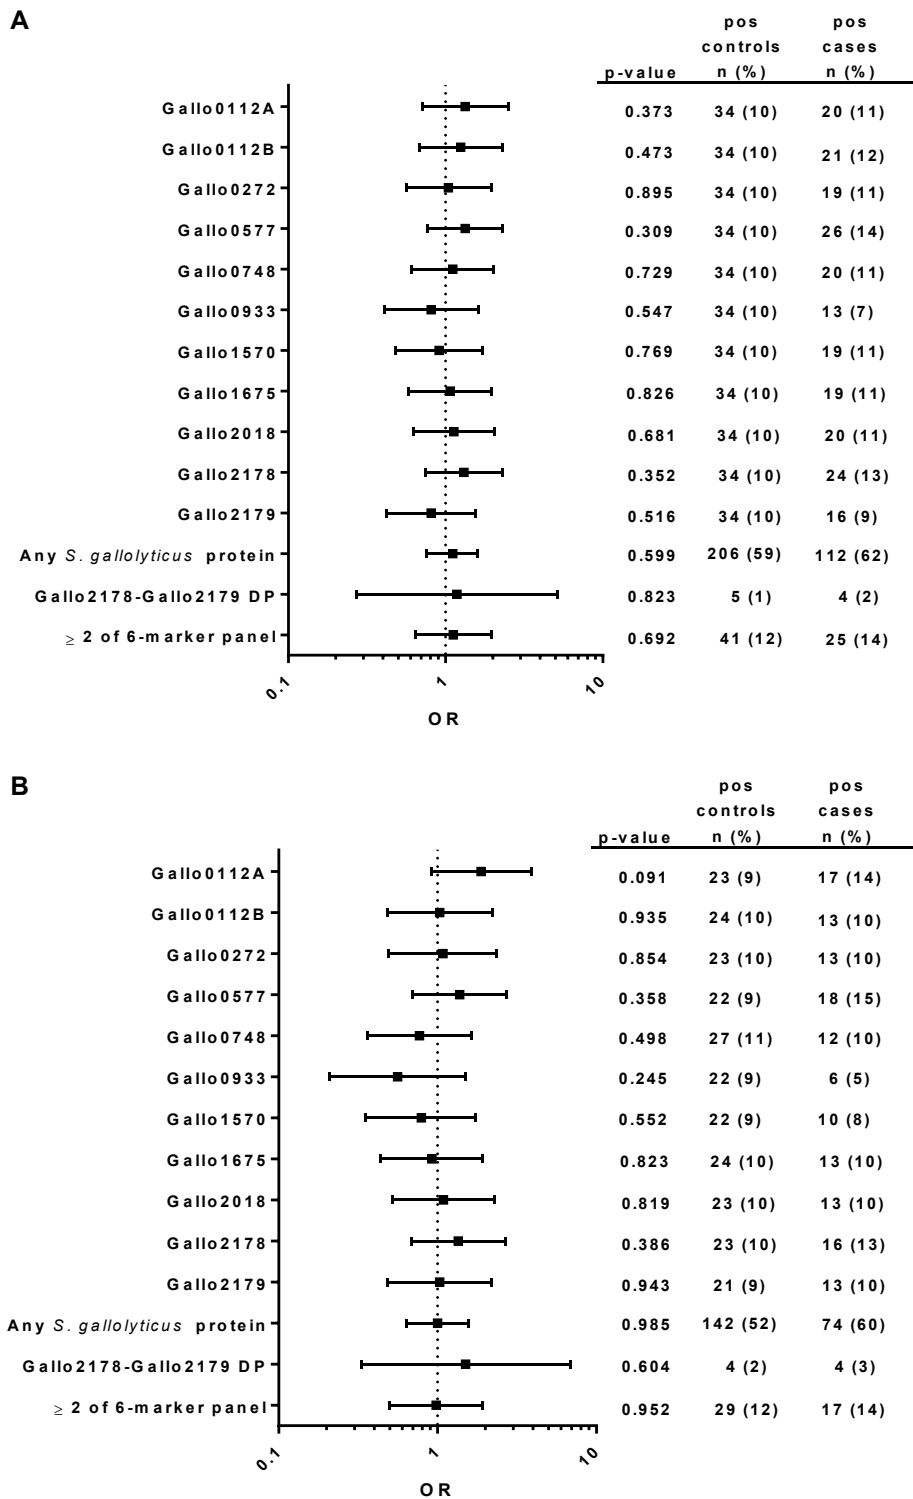 A
pos pos
controls cases
p-value n (%) n (%)
Gallo0112A 0.373 34 (10) 20 (11)
Gallo0112B 0.473 34 (10) 21 (12)
Gallo0272 0.895 34 (10) 19 (11)
Gallo0577 0.309 34 (10) 26 (14)
Gallo0748 0.729 34 (10) 20 (11)
Gallo0933 0.547 34 (10) 13 (7)
Gallo1570 0.769 34 (10) 19 (11)
Gallo1675 0.826 34 (10) 19 (11)
Gallo2018 0.681 34 (10) 20 (11)
Gallo2178 0.352 34 (10) 24 (13)
Gallo2179 0.516 34 (10) 16 (9)
Any S. gallolyticus protein 0.599 206 (59) 112 (62)
Gallo2178-Gallo2179 DP 0.823 5 (1) 4 (2)
≥ 2 of 6-marker panel 0.692 41 (12) 25 (14)
0.1 1 10
OR
B
pos pos
controls cases
p-value n (%) n (%)
Gallo0112A 0.091 23 (9) 17 (14)
Gallo0112B 0.935 24 (10) 13 (10)
Gallo0272 0.854 23 (10) 13 (10)
Gallo0577 0.358 22 (9) 18 (15)
Gallo0748 0.498 27 (11) 12 (10)
Gallo0933 0.245 22 (9) 6 (5)
Gallo1570 0.552 22 (9) 10 (8)
Gallo1675 0.823 24 (10) 13 (10)
Gallo2018 0.819 23 (10) 13 (10)
Gallo2178 0.386 23 (10) 16 (13)
Gallo2179 0.943 21 (9) 13 (10)
Any S. gallolyticus protein 0.985 142 (52) 74 (60)
Gallo2178-Gallo2179 DP 0.604 4 (2) 4 (3)
≥ 2 of 6-marker panel 0.952 29 (12) 17 (14)
0.1 1 10
OR